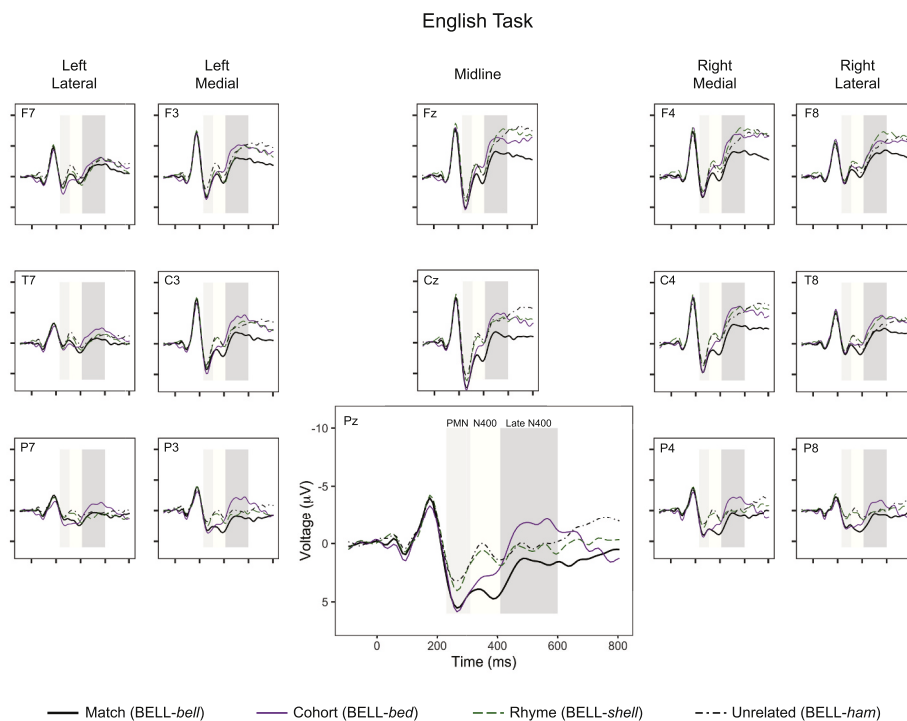 English Task
Left Lateral
Left Medial
Midline
Right Medial
Right Lateral
F7
F3
Fz
F4
F8
T7
C3
Cz
C4
T8
P7
P3
Pz
P4
P8
PMN N400 Late N400
-10
-5
0
5
Voltage (μV)
0 200 400 600 800
Time (ms)
Match (BELL-bell)
Cohort (BELL-bed)
Rhyme (BELL-shell)
Unrelated (BELL-ham)